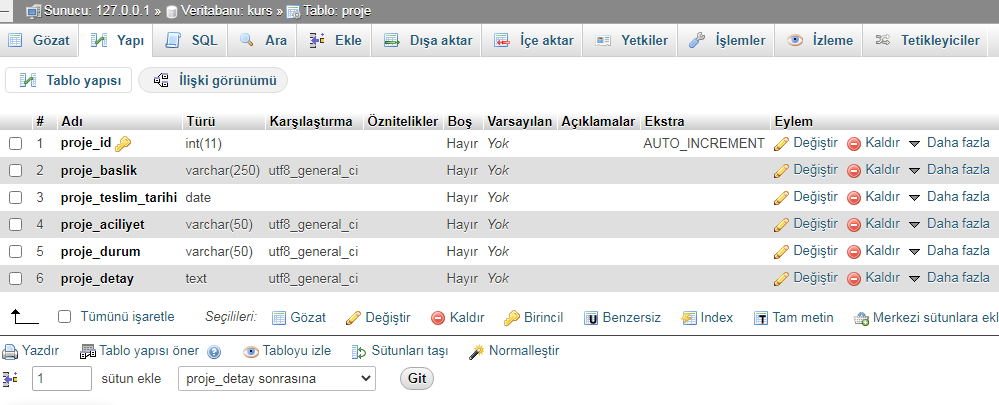 Sunucu: 127.0.0.1 » Veritabanı: kurs » Tablo: proje
Gözat Yapı SQL Ara Ekle Dışa aktar İçe aktar Yetkiler İşlemler İzleme Tetikleyiciler
Tablo yapısı İlişki görünümü
# Adı Türü Karşılaştırma Öznitelikler Boş Varsayılan Açıklamalar Ekstra Eylem
1 proje_id int(11) Hayır Yok AUTO_INCREMENT Değiştir Kaldır Daha fazla
2 proje_baslik varchar(250) utf8_general_ci Hayır Yok Değiştir Kaldır Daha fazla
3 proje_teslim_tarihi date Hayır Yok Değiştir Kaldır Daha fazla
4 proje_aciliyet varchar(50) utf8_general_ci Hayır Yok Değiştir Kaldır Daha fazla
5 proje_durum varchar(50) utf8_general_ci Hayır Yok Değiştir Kaldır Daha fazla
6 proje_detay text utf8_general_ci Hayır Yok Değiştir Kaldır Daha fazla
Tümünü işaretle Seçilileri: Gözat Değiştir Kaldır Birincil Benzersiz Index Tam metin Merkezi sütunlara ekl
Yazdır Tablo yapısı öner Tabloyu izle Sütunları taşı Normalleştir
1 sütun ekle proje_detay sonrasına Git